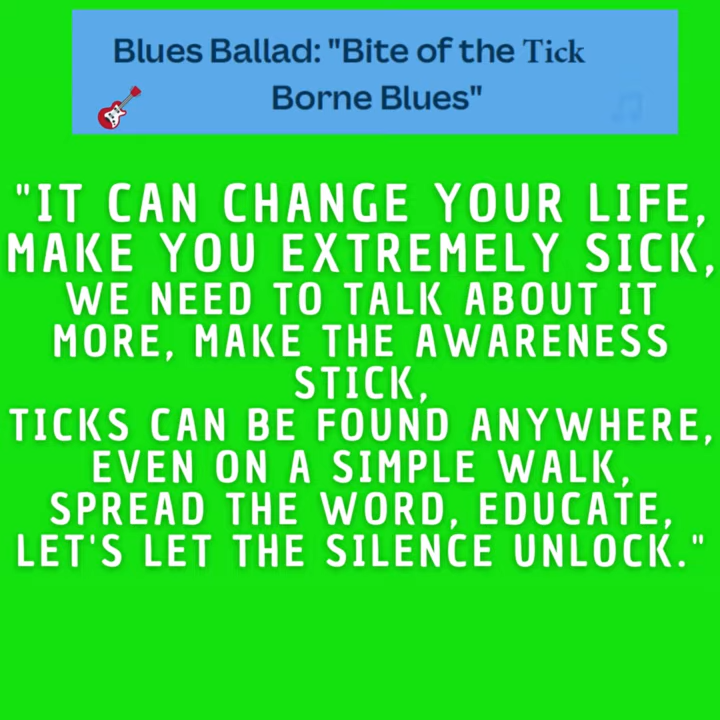 Blues Ballad: "Bite of the Tick
Borne Blues"
"IT CAN CHANGE YOUR LIFE,
MAKE YOU EXTREMELY SICK,
WE NEED TO TALK ABOUT IT
MORE, MAKE THE AWARENESS
STICK,
TICKS CAN BE FOUND ANYWHERE,
EVEN ON A SIMPLE WALK,
SPREAD THE WORD, EDUCATE,
LET'S LET THE SILENCE UNLOCK."